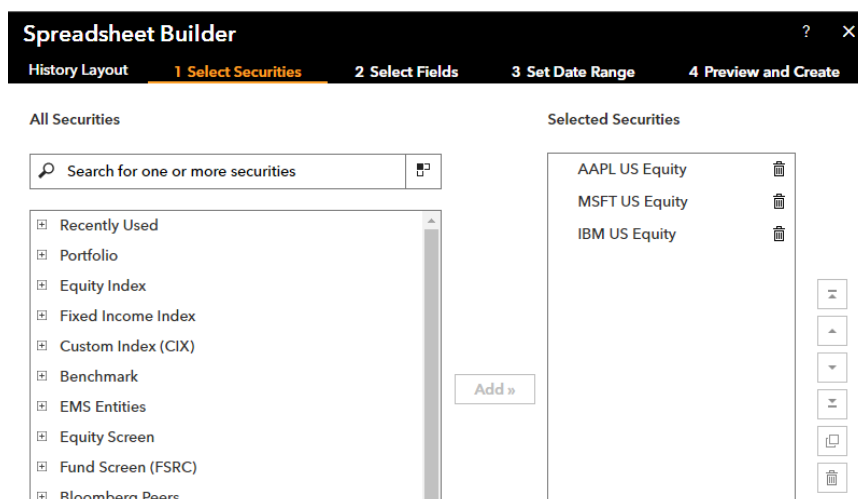 Spreadsheet Builder
?
History Layout
1 Select Securities
2 Select Fields
3 Set Date Range
4 Preview and Create
All Securities
Search for one or more securities
Recently Used
Portfolio
Equity Index
Fixed Income Index
Custom Index (CIX)
Benchmark
EMS Entities
Equity Screen
Fund Screen (FSRC)
Bloomberg Peers
Add »
Selected Securities
AAPL US Equity
MSFT US Equity
IBM US Equity